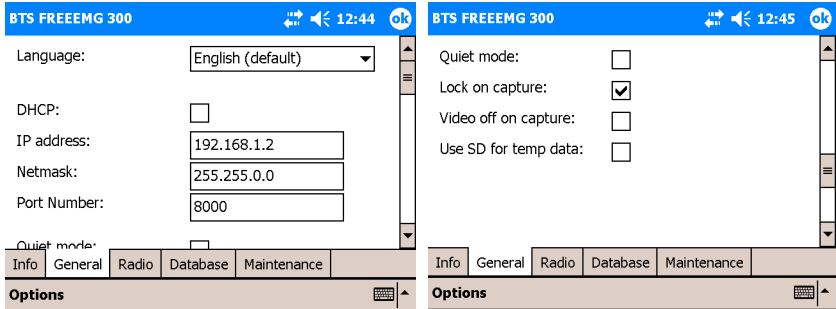 BTS FREEEMG 300 12:44 ok
Language: English (default)
DHCP:
IP address: 192.168.1.2
Netmask: 255.255.0.0
Port Number: 8000
Quiet mode:
Info General Radio Database Maintenance
Options
BTS FREEEMG 300 12:45 ok
Quiet mode:
Lock on capture:
Video off on capture:
Use SD for temp data:
Info General Radio Database Maintenance
Options